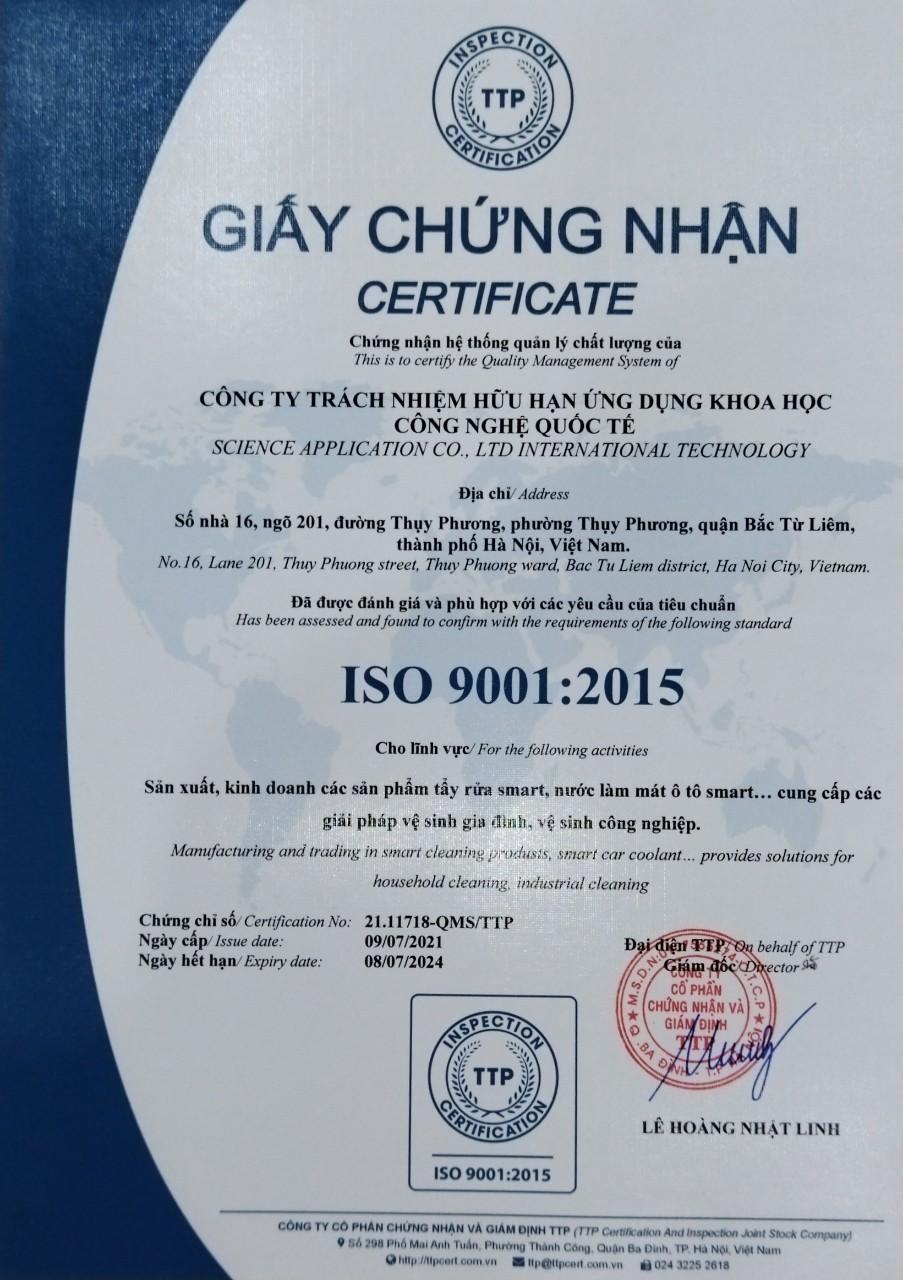 INSPECTION
TTP
CERTIFICATION
GIẤY CHỨNG NHẬN
CERTIFICATE
Chứng nhận hệ thống quản lý chất lượng của
This is to certify the Quality Management System of
CÔNG TY TRÁCH NHIỆM HỮU HẠN ỨNG DỤNG KHOA HỌC
CÔNG NGHỆ QUỐC TẾ
SCIENCE APPLICATION CO., LTD INTERNATIONAL TECHNOLOGY
Địa chỉ/ Address
Số nhà 16, ngõ 201, đường Thụy Phương, phường Thụy Phương, quận Bắc Từ Liêm,
thành phố Hà Nội, Việt Nam.
No.16, Lane 201, Thuy Phuong street, Thuy Phuong ward, Bac Tu Liem district, Ha Noi City, Vietnam.
Đã được đánh giá và phù hợp với các yêu cầu của tiêu chuẩn
Has been assessed and found to confirm with the requirements of the following standard
ISO 9001:2015
Cho lĩnh vực/ For the following activities
Sản xuất, kinh doanh các sản phẩm tẩy rửa smart, nước làm mát ô tô smart… cung cấp các
giải pháp vệ sinh gia đình, vệ sinh công nghiệp.
Manufacturing and trading in smart cleaning products, smart car coolant… provides solutions for
household cleaning, industrial cleaning
Chứng chỉ số/ Certification No: 21.11718-QMS/TTP
Ngày cấp/ Issue date: 09/07/2021
Ngày hết hạn/ Expiry date: 08/07/2024
Đại diện TTP/ On behalf of TTP
Giám đốc/ Director
CÔNG TY
CỔ PHẦN
CHỨNG NHẬN VÀ
GIÁM ĐỊNH
TTP
LÊ HOÀNG NHẬT LINH
INSPECTION
TTP
CERTIFICATION
ISO 9001:2015
CÔNG TY CỔ PHẦN CHỨNG NHẬN VÀ GIÁM ĐỊNH TTP (TTP Certification And Inspection Joint Stock Company)
Số 298 Phố Mai Anh Tuấn, Phường Thành Công, Quận Ba Đình, TP. Hà Nội, Việt Nam
http://ttpcert.com.vn ttp@ttpcert.com.vn 024 3225 2618